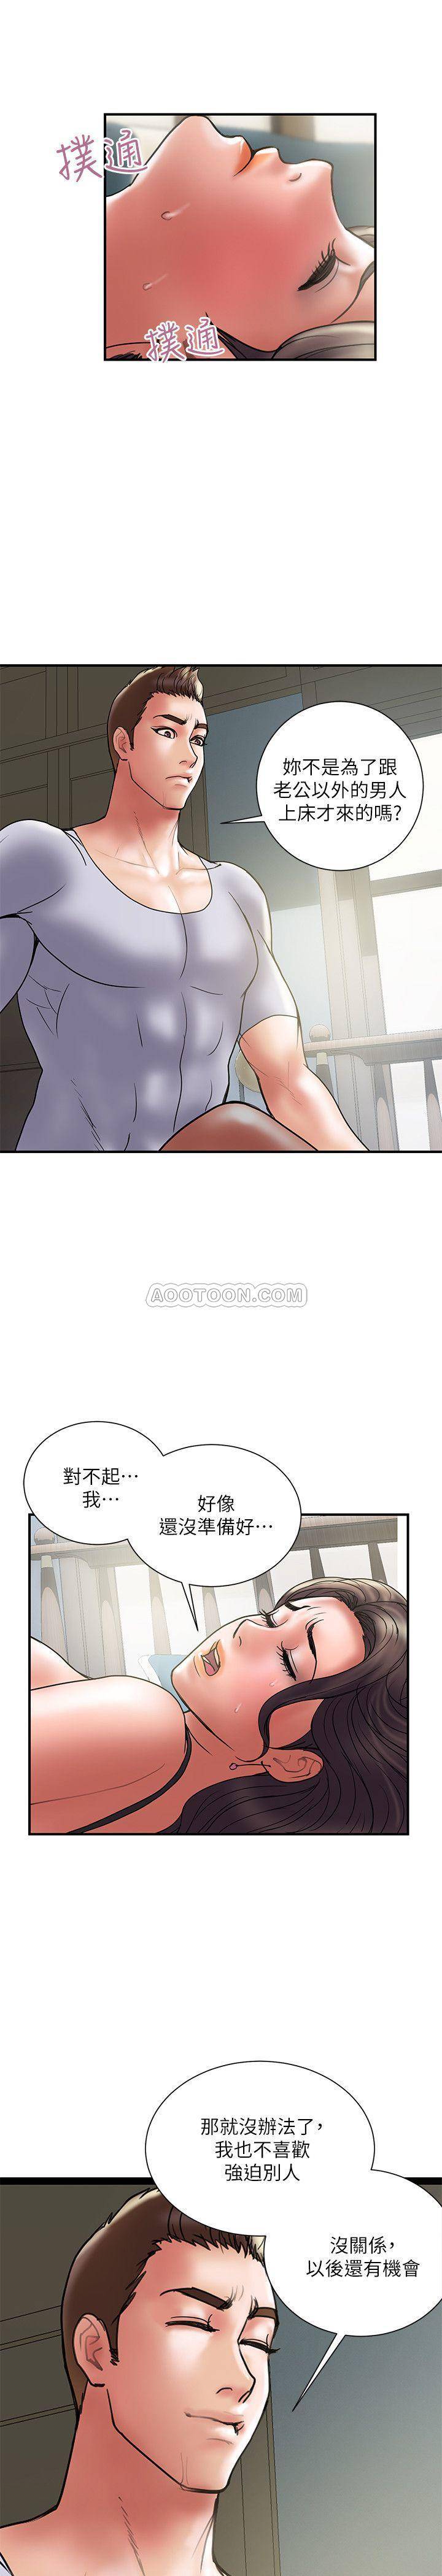 撲通
撲通
妳不是為了跟
老公以外的男人
上床才來的嗎?
AOOTOON.COM
對不起…
我…
好像
還沒準備好…
那就沒辦法了,
我也不喜歡
強迫別人
沒關係,
以後還有機會